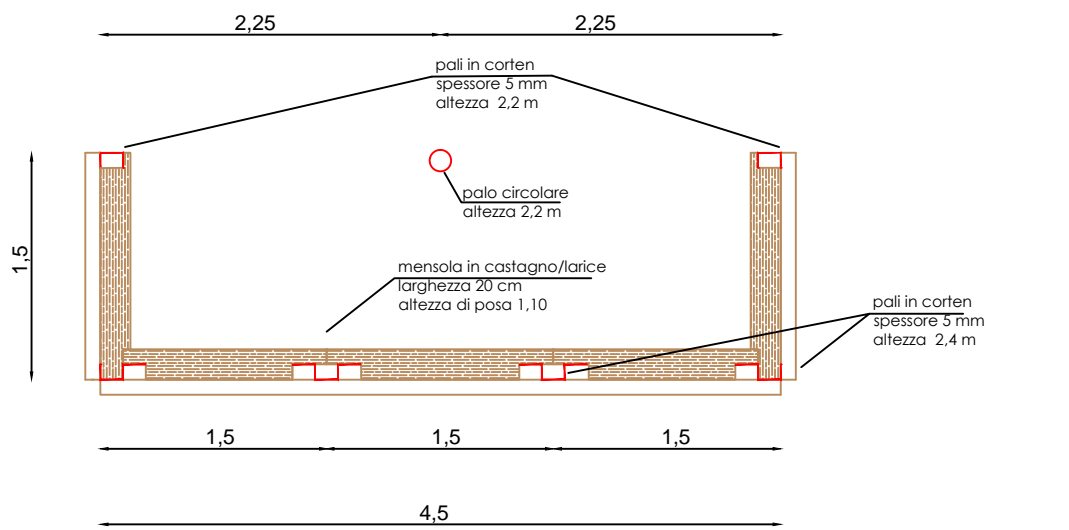 2,25
2,25
pali in corten
spessore 5 mm
altezza 2,2 m
palo circolare
altezza 2,2 m
1,5
mensola in castagno/larice
larghezza 20 cm
altezza di posa 1,10
pali in corten
spessore 5 mm
altezza 2,4 m
1,5
1,5
1,5
4,5